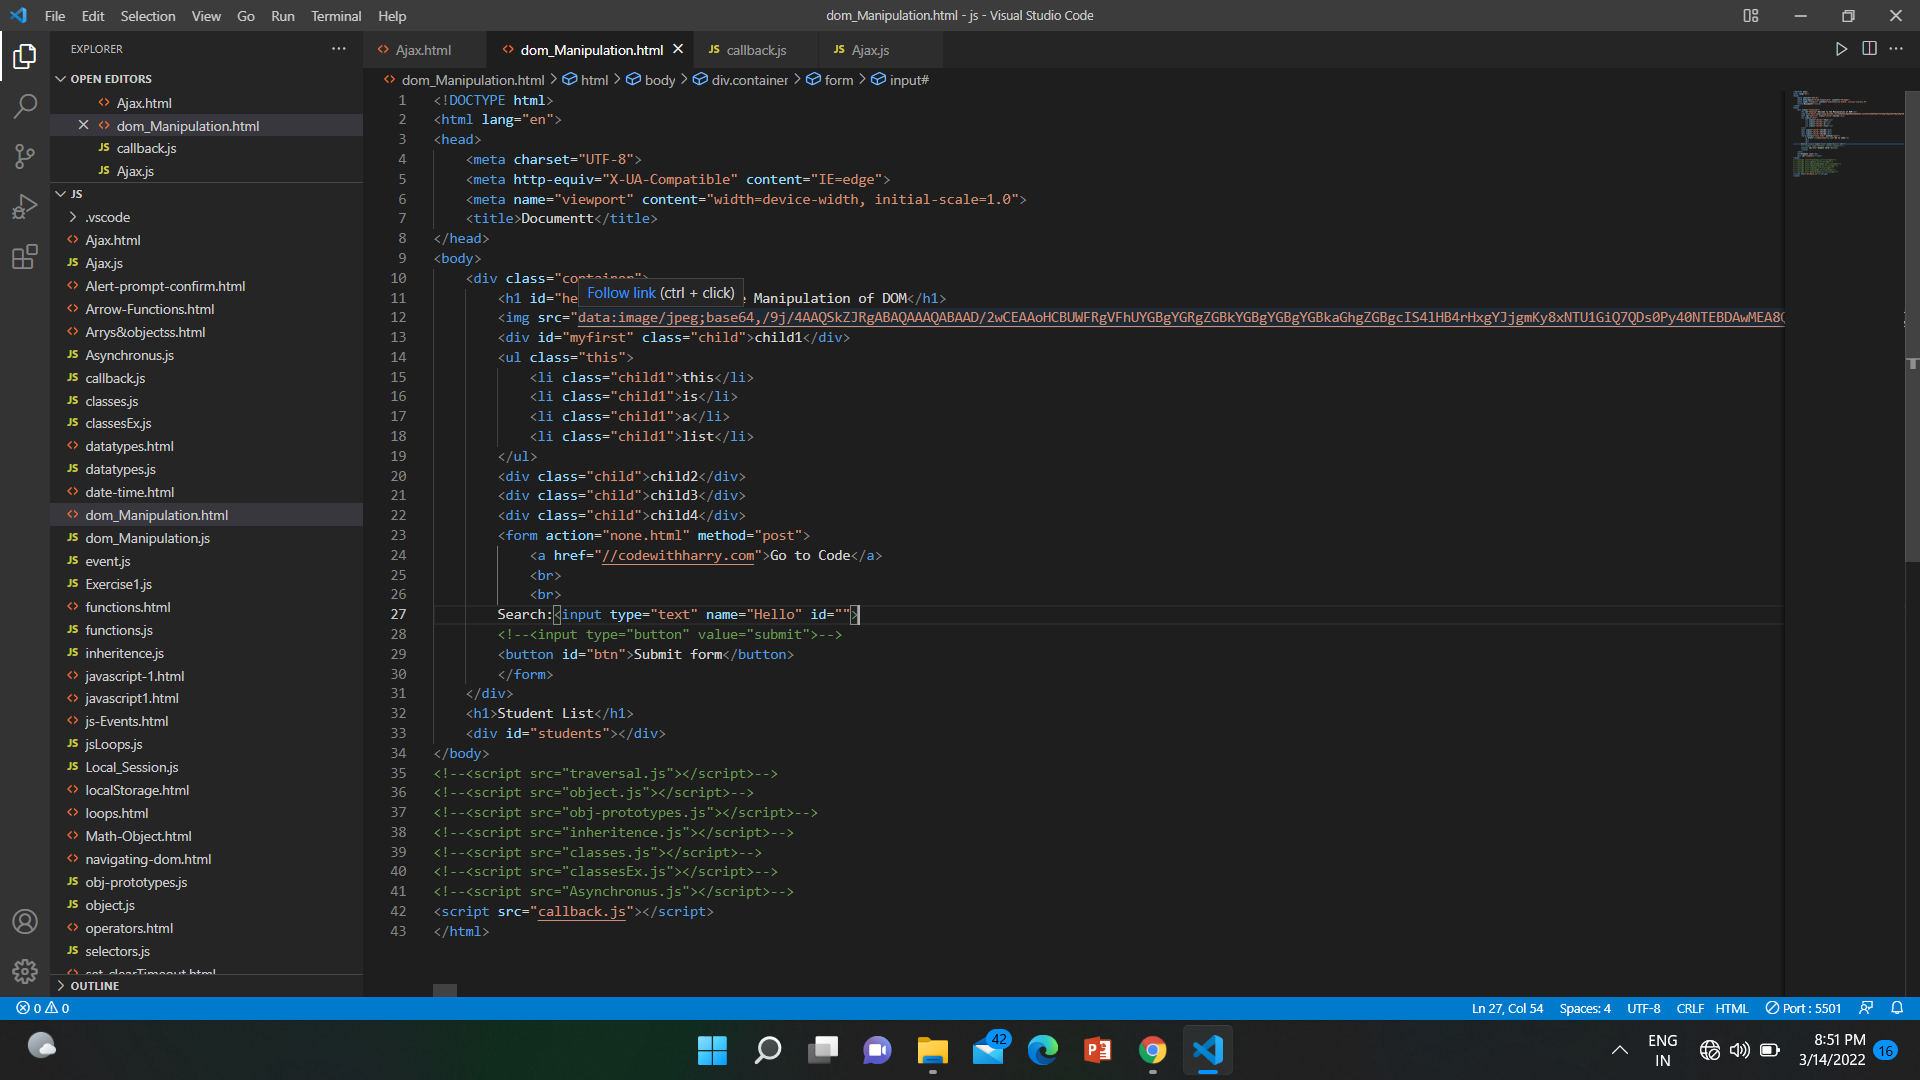 File Edit Selection View Go Run Terminal Help
dom_Manipulation.html - js - Visual Studio Code
EXPLORER
OPEN EDITORS
Ajax.html
dom_Manipulation.html
JS callback.js
JS Ajax.js
JS
.vscode
Ajax.html
JS Ajax.js
Alert-prompt-confirm.html
Arrow-Functions.html
Arrys&objectss.html
JS Asynchronus.js
JS callback.js
JS classes.js
JS classesEx.js
datatypes.html
JS datatypes.js
date-time.html
dom_Manipulation.html
JS dom_Manipulation.js
JS event.js
JS Exercise1.js
functions.html
JS functions.js
JS inheritence.js
javascript-1.html
javascript1.html
js-Events.html
JS jsLoops.js
JS Local_Session.js
localStorage.html
loops.html
Math-Object.html
navigating-dom.html
JS obj-prototypes.js
JS object.js
operators.html
JS selectors.js
set-clearTimeout.html
OUTLINE
Ajax.html dom_Manipulation.html JS callback.js JS Ajax.js
dom_Manipulation.html > html > body > div.container > form > input#
1 <!DOCTYPE html>
2 <html lang="en">
3 <head>
4 <meta charset="UTF-8">
5 <meta http-equiv="X-UA-Compatible" content="IE=edge">
6 <meta name="viewport" content="width=device-width, initial-scale=1.0">
7 <title>Documentt</title>
8 </head>
9 <body>
10 <div class="container">
Follow link (ctrl + click)
11 <h1 id="he Manipulation of DOM</h1>
12 <img src="data:image/jpeg;base64,/9j/4AAQSkZJRgABAQAAAQABAAD/2wCEAAoHCBUWFRgVFhUYGBgYGRgZGBkYGBgYGBgYGBkaGhgZGBgcIS4lHB4rHxgYJjgmKy8xNTU1GiQ7QDs0Py40NTEBDAwMEA8Q
13 <div id="myfirst" class="child">child1</div>
14 <ul class="this">
15 <li class="child1">this</li>
16 <li class="child1">is</li>
17 <li class="child1">a</li>
18 <li class="child1">list</li>
19 </ul>
20 <div class="child">child2</div>
21 <div class="child">child3</div>
22 <div class="child">child4</div>
23 <form action="none.html" method="post">
24 <a href="//codewithharry.com">Go to Code</a>
25 <br>
26 <br>
27 Search:<input type="text" name="Hello" id="">
28 <!--<input type="button" value="submit">-->
29 <button id="btn">Submit form</button>
30 </form>
31 </div>
32 <h1>Student List</h1>
33 <div id="students"></div>
34 </body>
35 <!--<script src="traversal.js"></script>-->
36 <!--<script src="object.js"></script>-->
37 <!--<script src="obj-prototypes.js"></script>-->
38 <!--<script src="inheritence.js"></script>-->
39 <!--<script src="classes.js"></script>-->
40 <!--<script src="classesEx.js"></script>-->
41 <!--<script src="Asynchronus.js"></script>-->
42 <script src="callback.js"></script>
43 </html>
0 0
Ln 27, Col 54 Spaces: 4 UTF-8 CRLF HTML Port : 5501
42
ENG
IN
8:51 PM
3/14/2022
16